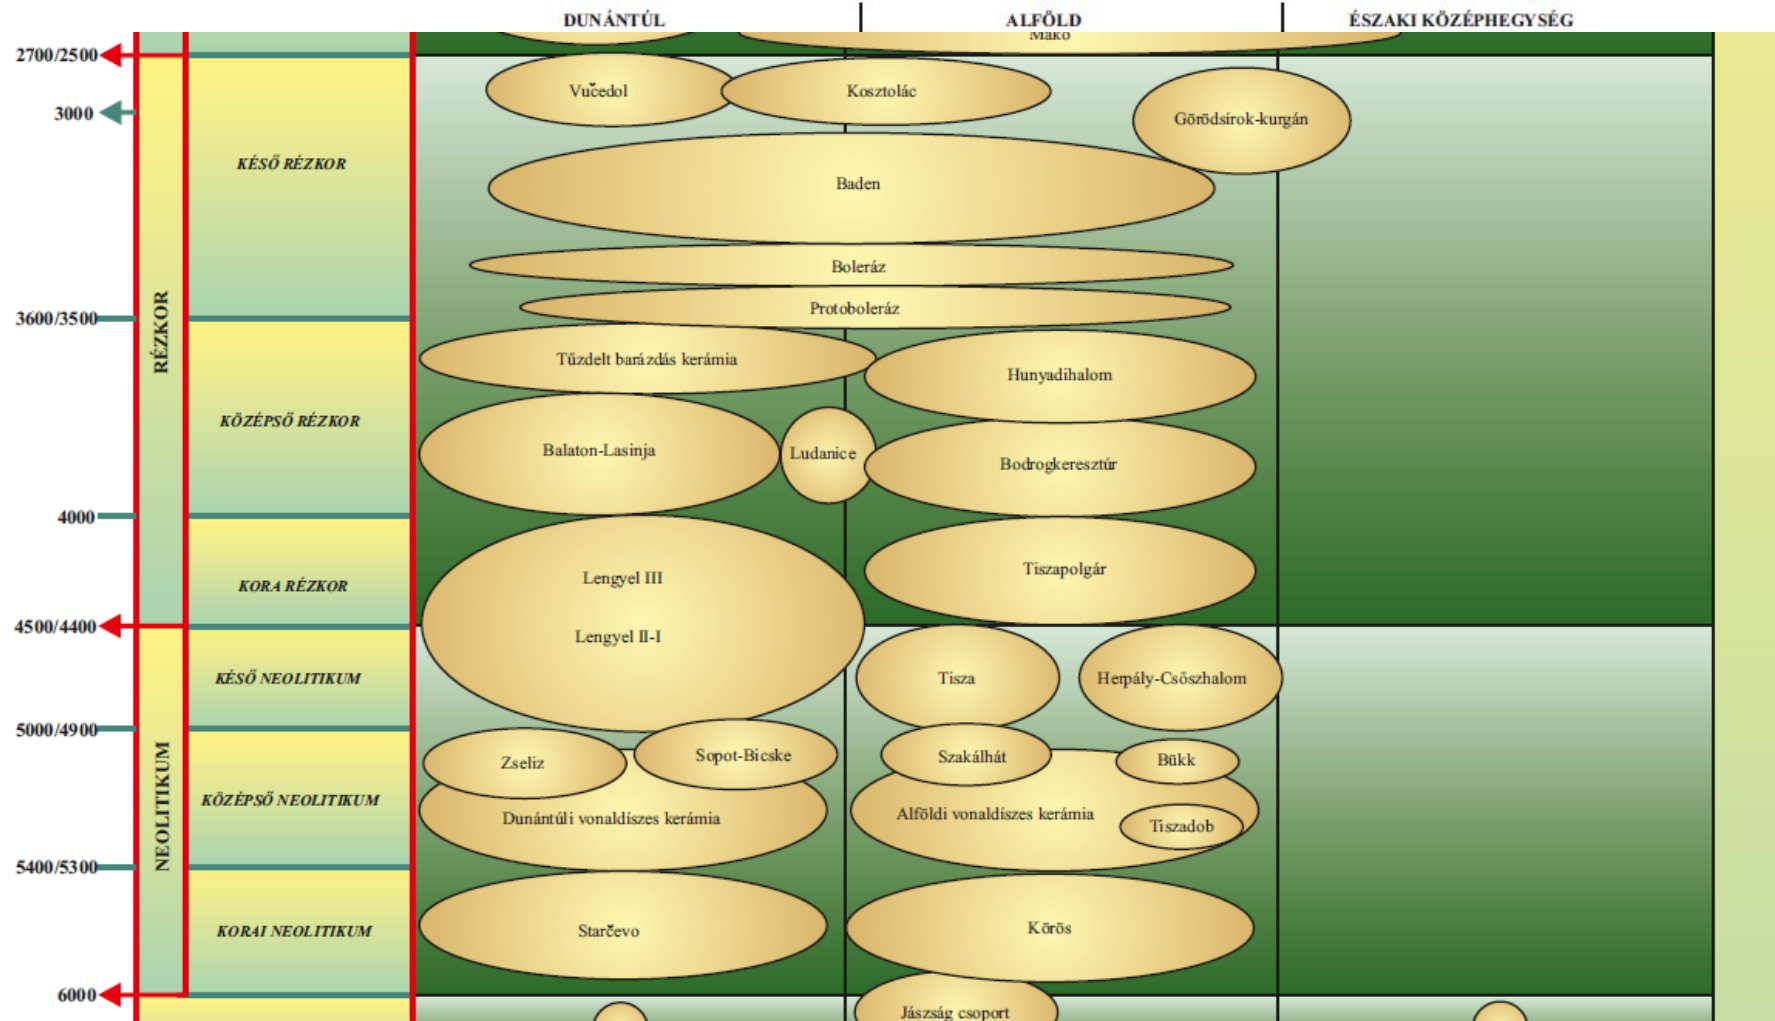 DUNÁNTÚL
ALFÖLD
ÉSZAKI KÖZÉPHEGYSÉG
Makó
2700/2500
Vučedol
Kosztolác
3000
Görödsírok-kurgán
KÉSŐ RÉZKOR
Baden
Boleráz
Protoboleráz
3600/3500
RÉZKOR
Tűzdelt barázdás kerámia
Hunyadihalom
KÖZÉPSŐ RÉZKOR
Balaton-Lasinja
Ludanice
Bodrogkeresztúr
4000
KORA RÉZKOR
Lengyel III
Tiszapolgár
4500/4400
Lengyel II-I
KÉSŐ NEOLITIKUM
Tisza
Herpály-Csőszhalom
5000/4900
NEOLITIKUM
Zseliz
Sopot-Bicske
Szakálhát
Bükk
KÖZÉPSŐ NEOLITIKUM
Dunántúli vonaldíszes kerámia
Alföldi vonaldíszes kerámia
Tiszadob
5400/5300
KORAI NEOLITIKUM
Starčevo
Körös
6000
Jászság csoport